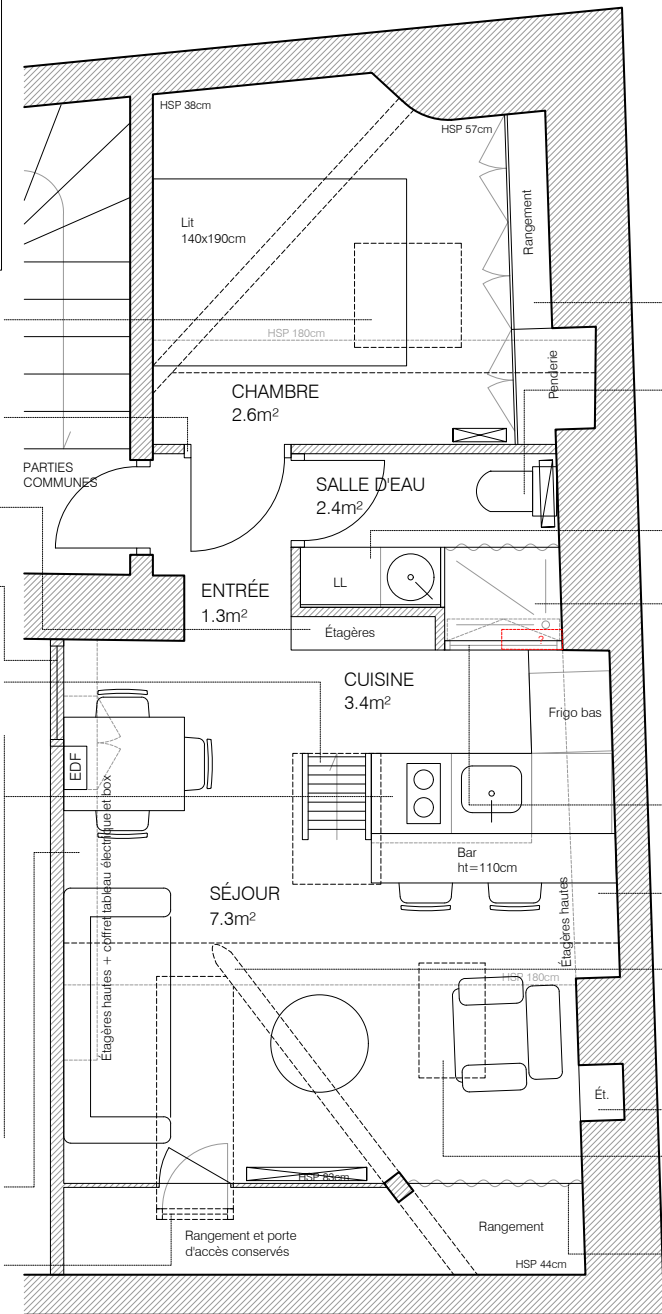 HSP 38cm
HSP 57cm
Lit
140x190cm
Rangement
HSP 180cm
Penderie
CHAMBRE
2.6m²
PARTIES
COMMUNES
SALLE D'EAU
2.4m²
LL
ENTRÉE
1.3m²
Étagères
?
CUISINE
3.4m²
Frigo bas
EDF
Étagères hautes + coffret tableau électrique et box
Bar
ht=110cm
SÉJOUR
7.3m²
Étagères hautes
HSP 180cm
Ét.
HSP 83cm
Rangement et porte
d'accès conservés
Rangement
HSP 44cm